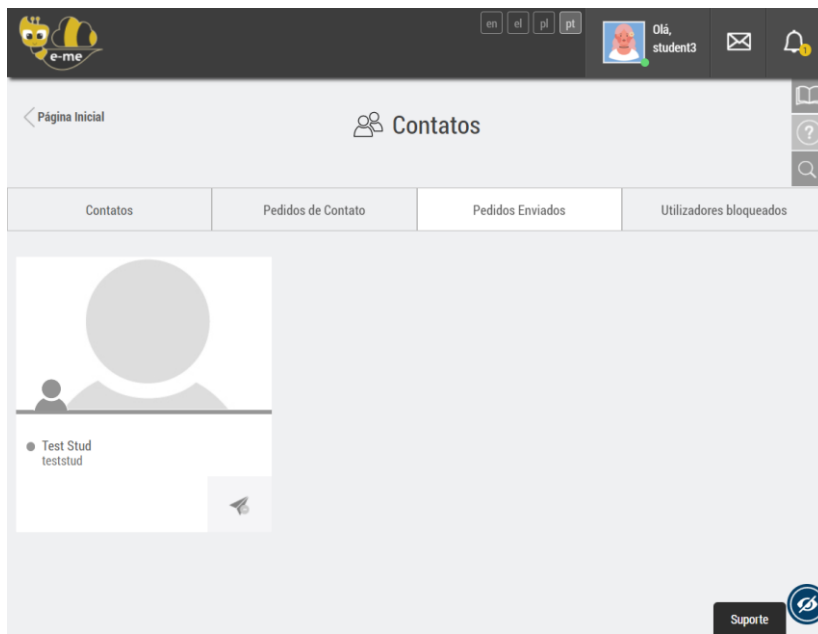 e-me
en el pl pt
Olá,
student3
1
Página Inicial
Contatos
?
Contatos
Pedidos de Contato
Pedidos Enviados
Utilizadores bloqueados
Test Stud
teststud
Suporte